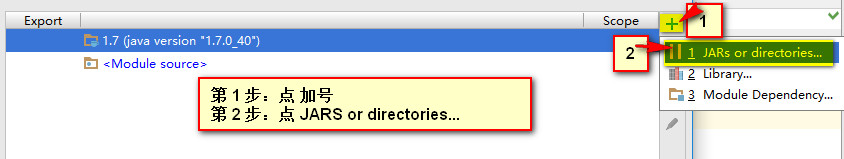 Export Scope 1
1.7 (java version "1.7.0_40") 2 1 JARs or directories...
<Module source> 2 Library...
第1步：点 加号 3 Module Dependency...
第2步：点 JARS or directories...